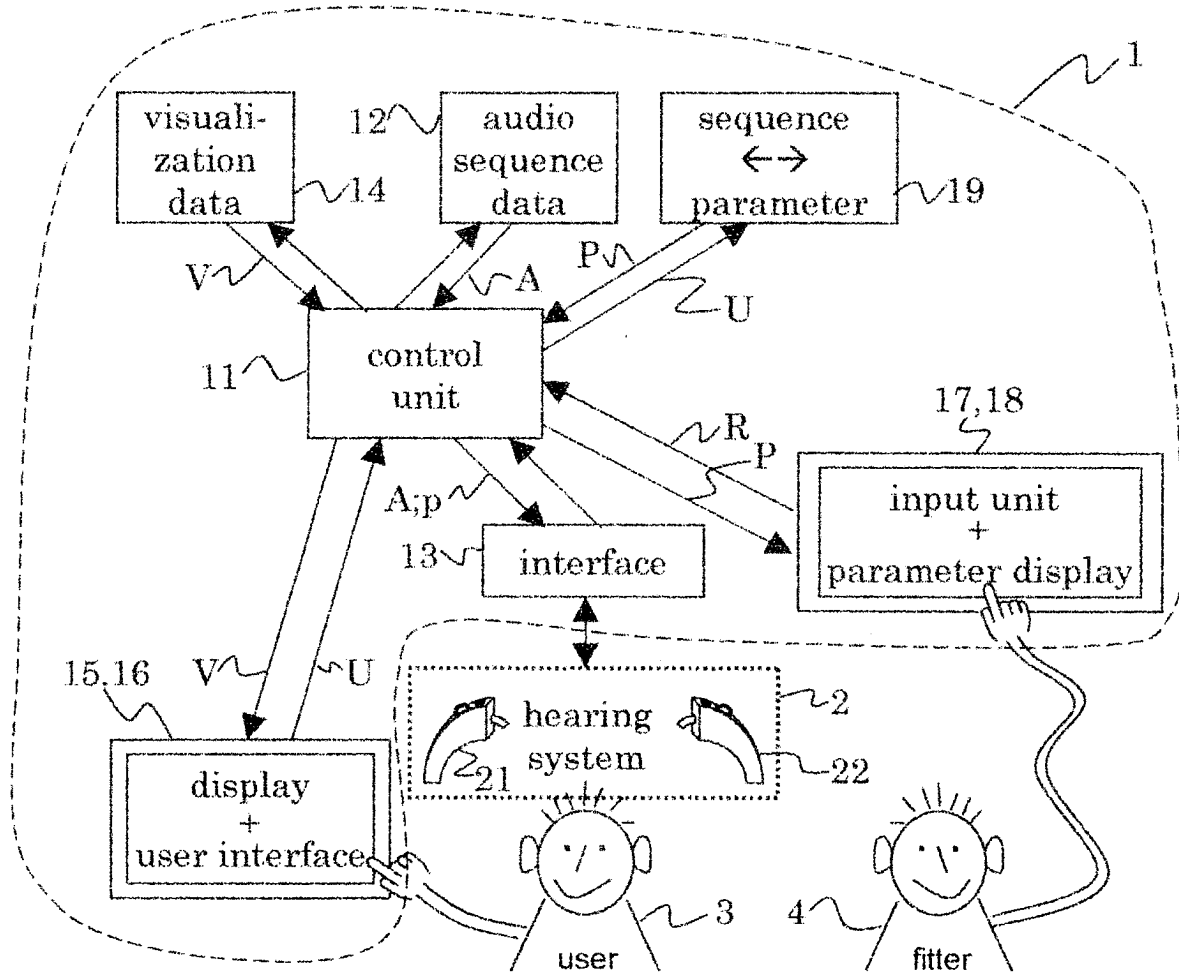 1
visuali-
zation
data
14
12
audio
sequence
data
sequence
←→
parameter
19
V
A
P
U
11
control
unit
17,18
R
P
input unit
+
parameter display
A;p
13
interface
V
U
15,16
display
+
user interface
hearing
system
2
21
22
3
4
user
fitter